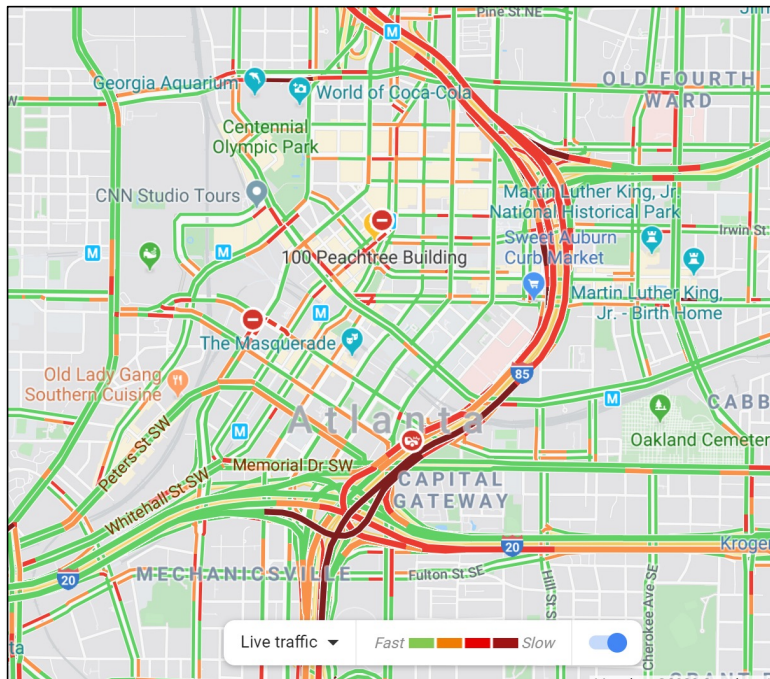 Pine St NE
M
Georgia Aquarium
World of Coca-Cola
OLD FOURTH
WARD
Centennial
Olympic Park
CNN Studio Tours
Martin Luther King, Jr.
National Historical Park
M
Irwin St
Sweet Auburn
Curb Market
M
M
100 Peachtree Building
Martin Luther King,
Jr. - Birth Home
M
The Masquerade
Old Lady Gang
Southern Cuisine
85
M
CABB
Atlanta
M
Oakland Cemeter
Peters St SW
Memorial Dr SW
Whitehall St SW
CAPITAL
GATEWAY
20
Kroger
20
MECHANICSVILLE
Fulton St SE
Hill St S
Cherokee Ave SE
ta
Live traffic
Fast
Slow